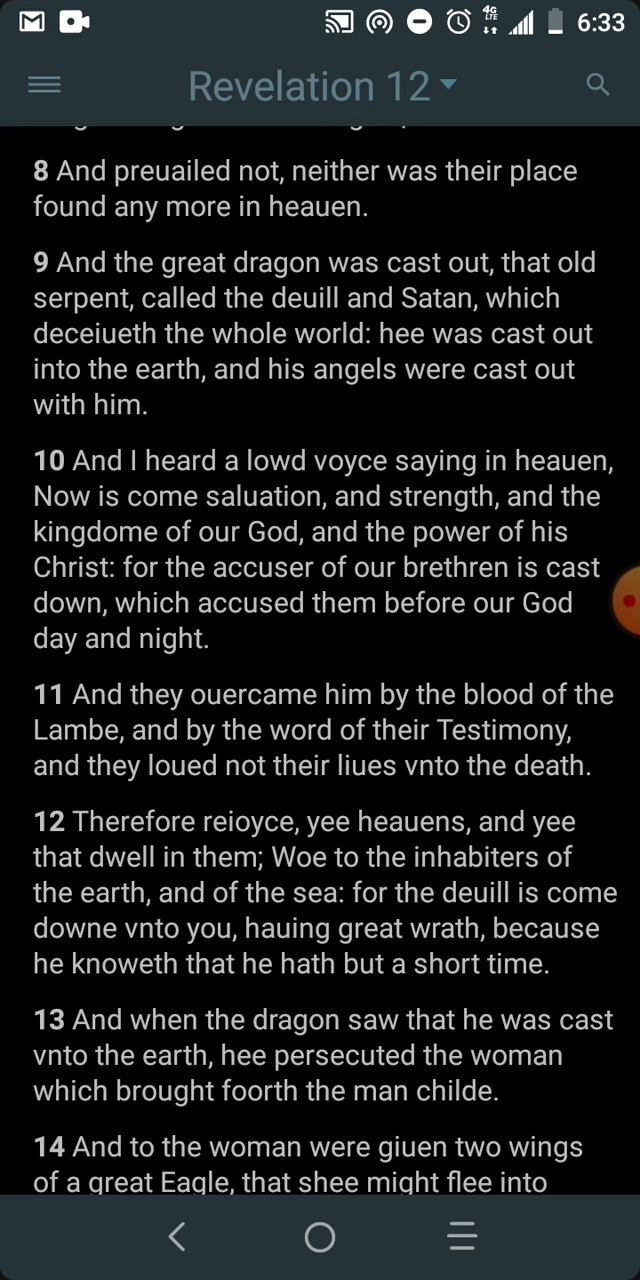 4G
LTE
6:33
Revelation 12
8 And preuailed not, neither was their place
found any more in heauen.
9 And the great dragon was cast out, that old
serpent, called the deuill and Satan, which
deceiueth the whole world: hee was cast out
into the earth, and his angels were cast out
with him.
10 And I heard a lowd voyce saying in heauen,
Now is come saluation, and strength, and the
kingdome of our God, and the power of his
Christ: for the accuser of our brethren is cast
down, which accused them before our God
day and night.
11 And they ouercame him by the blood of the
Lambe, and by the word of their Testimony,
and they loued not their liues vnto the death.
12 Therefore reioyce, yee heauens, and yee
that dwell in them; Woe to the inhabiters of
the earth, and of the sea: for the deuill is come
downe vnto you, hauing great wrath, because
he knoweth that he hath but a short time.
13 And when the dragon saw that he was cast
vnto the earth, hee persecuted the woman
which brought foorth the man childe.
14 And to the woman were giuen two wings
of a great Eagle, that shee might flee into